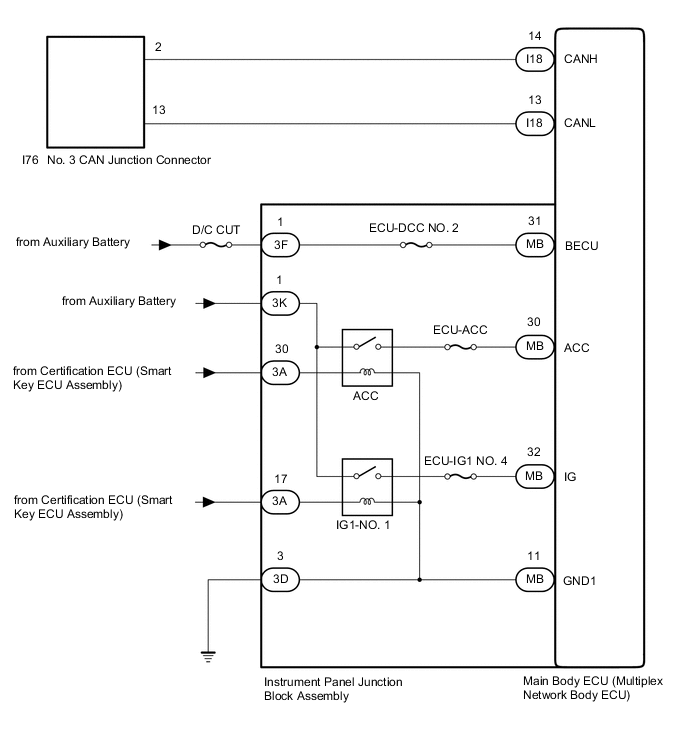 14
2
I18
CANH
13
13
I18
CANL
I76 No. 3 CAN Junction Connector
D/C CUT
1
ECU-DCC NO. 2
31
from Auxiliary Battery
3F
MB
BECU
1
from Auxiliary Battery
3K
ECU-ACC
30
30
MB
ACC
from Certification ECU (Smart
Key ECU Assembly)
3A
ACC
17
ECU-IG1 NO. 4
32
MB
IG
from Certification ECU (Smart
Key ECU Assembly)
3A
IG1-NO. 1
3
11
3D
MB
GND1
Instrument Panel Junction
Block Assembly
Main Body ECU (Multiplex
Network Body ECU)